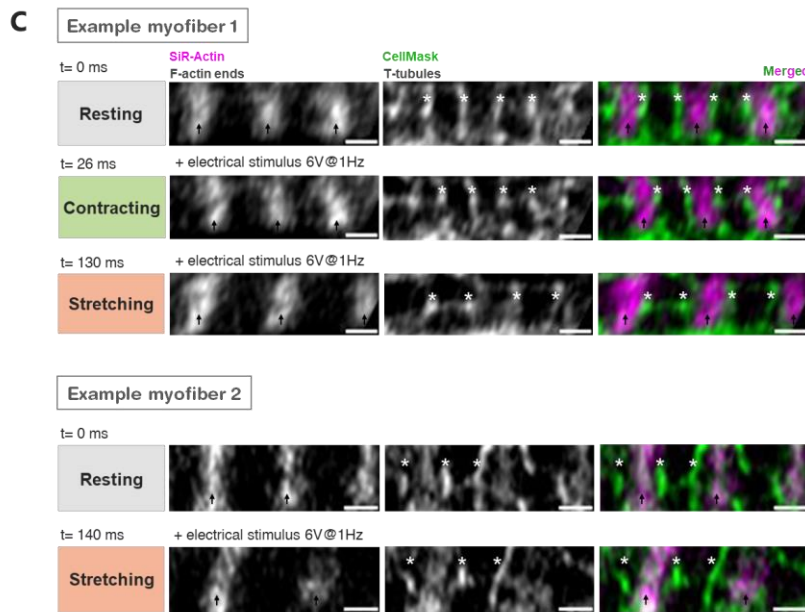 C
Example myofiber 1
SiR-Actin
CellMask
t= 0 ms
F-actin ends
T-tubules
Merged
Resting
* * * *
* * * *
t= 26 ms
+ electrical stimulus 6V@1Hz
Contracting
* * * *
* * * *
t= 130 ms
+ electrical stimulus 6V@1Hz
Stretching
* * * *
* * * *
Example myofiber 2
t= 0 ms
Resting
* * *
* * *
t= 140 ms
+ electrical stimulus 6V@1Hz
Stretching
* * *
* * *